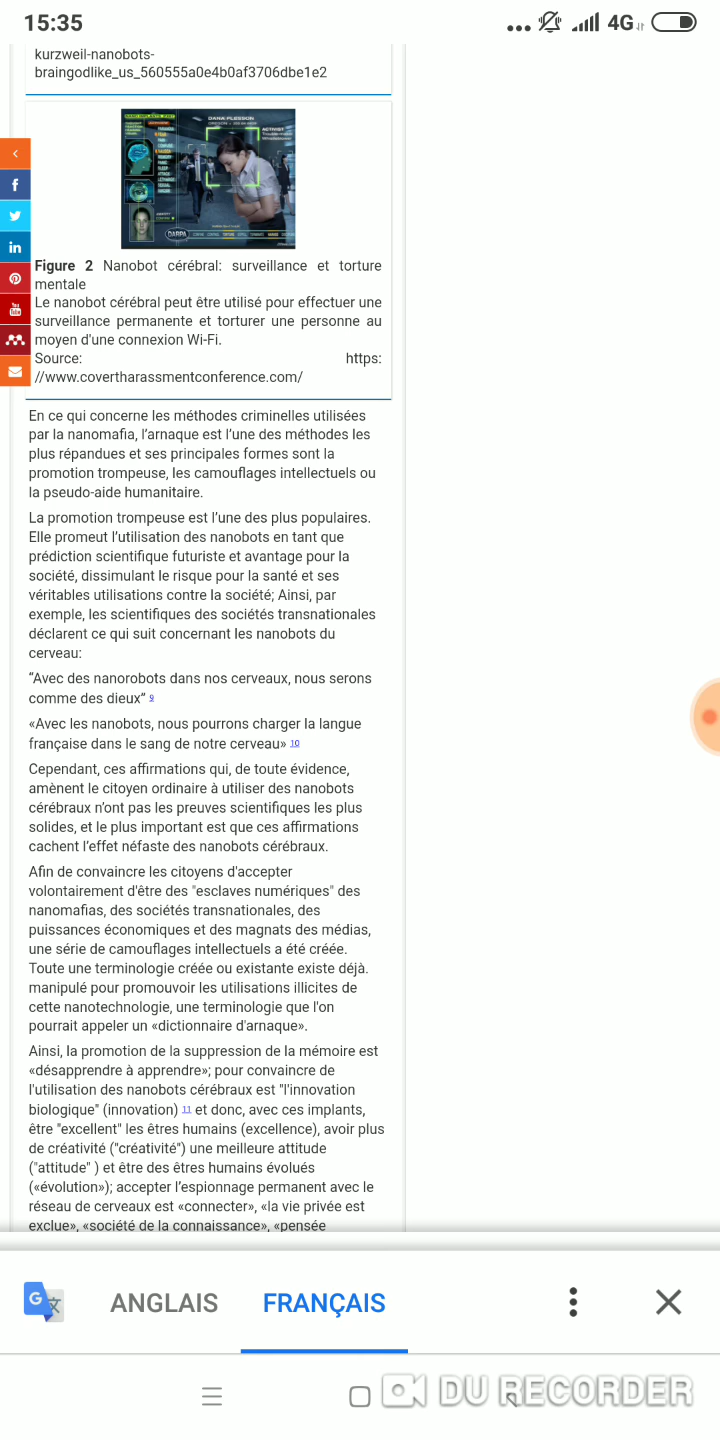 15:35
4G
kurzweil-nanobots-
braingodlike_us_560555a0e4b0af3706dbe1e2
DARPA
Figure 2 Nanobot cérébral: surveillance et torture
mentale
Le nanobot cérébral peut être utilisé pour effectuer une
surveillance permanente et torturer une personne au
moyen d'une connexion Wi-Fi.
Source: https:
//www.covertharassmentconference.com/
En ce qui concerne les méthodes criminelles utilisées
par la nanomafia, l’arnaque est l’une des méthodes les
plus répandues et ses principales formes sont la
promotion trompeuse, les camouflages intellectuels ou
la pseudo-aide humanitaire.
La promotion trompeuse est l’une des plus populaires.
Elle promeut l’utilisation des nanobots en tant que
prédiction scientifique futuriste et avantage pour la
société, dissimulant le risque pour la santé et ses
véritables utilisations contre la société; Ainsi, par
exemple, les scientifiques des sociétés transnationales
déclarent ce qui suit concernant les nanobots du
cerveau:
“Avec des nanorobots dans nos cerveaux, nous serons
comme des dieux” 9
«Avec les nanobots, nous pourrons charger la langue
française dans le sang de notre cerveau» 10
Cependant, ces affirmations qui, de toute évidence,
amènent le citoyen ordinaire à utiliser des nanobots
cérébraux n’ont pas les preuves scientifiques les plus
solides, et le plus important est que ces affirmations
cachent l’effet néfaste des nanobots cérébraux.
Afin de convaincre les citoyens d'accepter
volontairement d'être des "esclaves numériques" des
nanomafias, des sociétés transnationales, des
puissances économiques et des magnats des médias,
une série de camouflages intellectuels a été créée.
Toute une terminologie créée ou existante existe déjà.
manipulé pour promouvoir les utilisations illicites de
cette nanotechnologie, une terminologie que l'on
pourrait appeler un «dictionnaire d'arnaque».
Ainsi, la promotion de la suppression de la mémoire est
«désapprendre à apprendre»; pour convaincre de
l'utilisation des nanobots cérébraux est "l'innovation
biologique" (innovation) 11 et donc, avec ces implants,
être "excellent" les êtres humains (excellence), avoir plus
de créativité ("créativité") une meilleure attitude
("attitude" ) et être des êtres humains évolués
(«évolution»); accepter l’espionnage permanent avec le
réseau de cerveaux est «connecter», «la vie privée est
exclue», «société de la connaissance», «pensée
ANGLAIS
FRANÇAIS
DU RECORDER